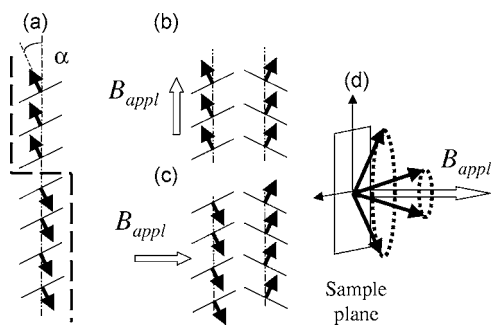 (a)
α
(b)
B_appl
(c)
B_appl
(d)
B_appl
Sample
plane